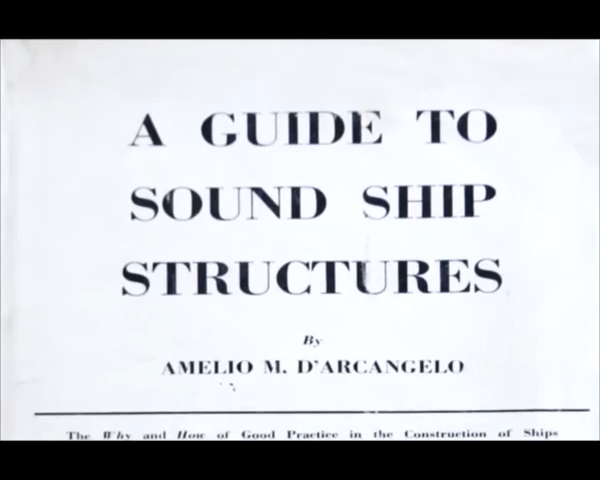 A GUIDE TO
SOUND SHIP
STRUCTURES
By
AMELIO M. D'ARCANGELO
The Why and How of Good Practice in the Construction of Ships